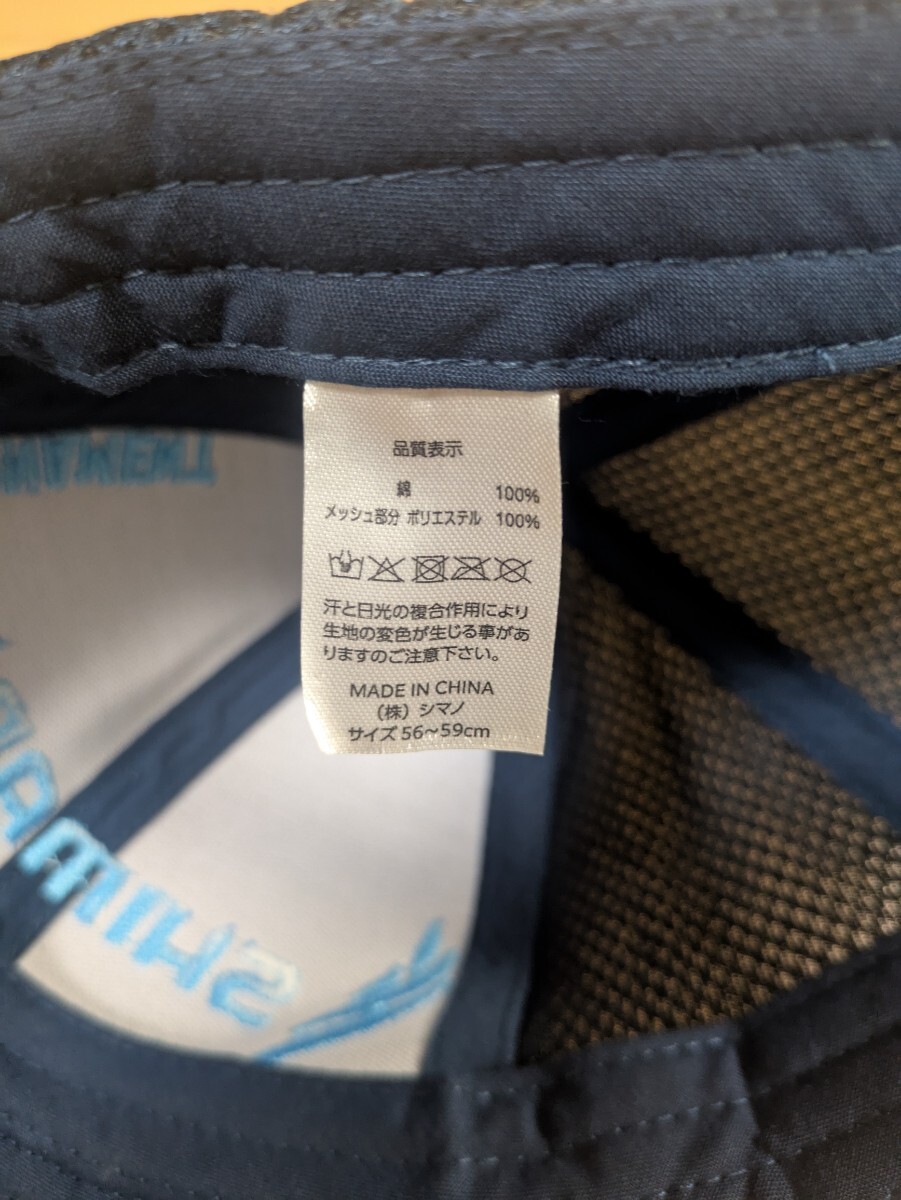 品質表示
綿 100%
メッシュ部分 ポリエステル 100%
汗と日光の複合作用により
生地の変色が生じる事があ
りますのご注意下さい。
MADE IN CHINA
(株) シマノ
サイズ 56~59cm